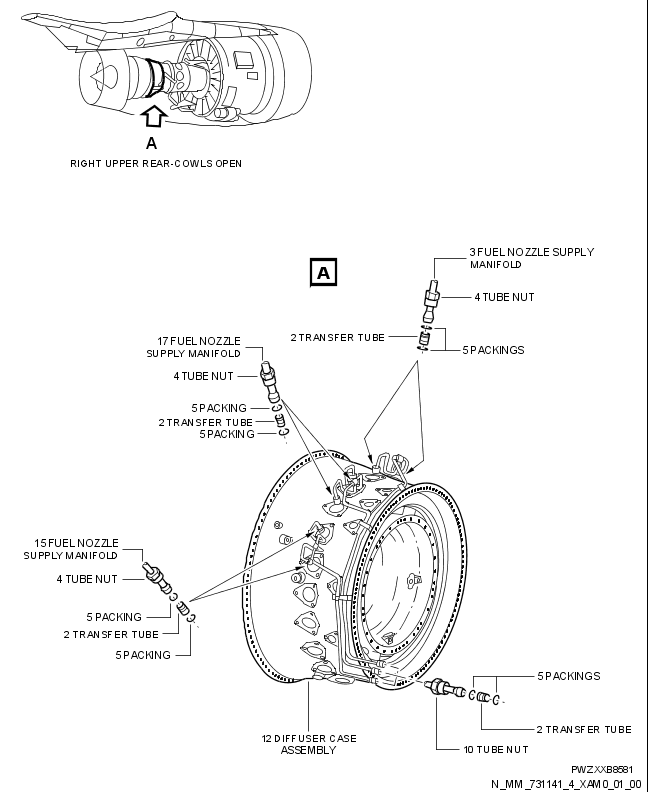 A
RIGHT UPPER REAR-COWLS OPEN
A
3 FUEL NOZZLE SUPPLY
MANIFOLD
4 TUBE NUT
2 TRANSFER TUBE
5 PACKINGS
17 FUEL NOZZLE
SUPPLY MANIFOLD
4 TUBE NUT
5 PACKING
2 TRANSFER TUBE
5 PACKING
15 FUEL NOZZLE
SUPPLY MANIFOLD
4 TUBE NUT
5 PACKING
2 TRANSFER TUBE
5 PACKING
5 PACKINGS
2 TRANSFER TUBE
10 TUBE NUT
12 DIFFUSER CASE
ASSEMBLY
PWZXXB8581
N_MM_731141_4_XAM0_01_00